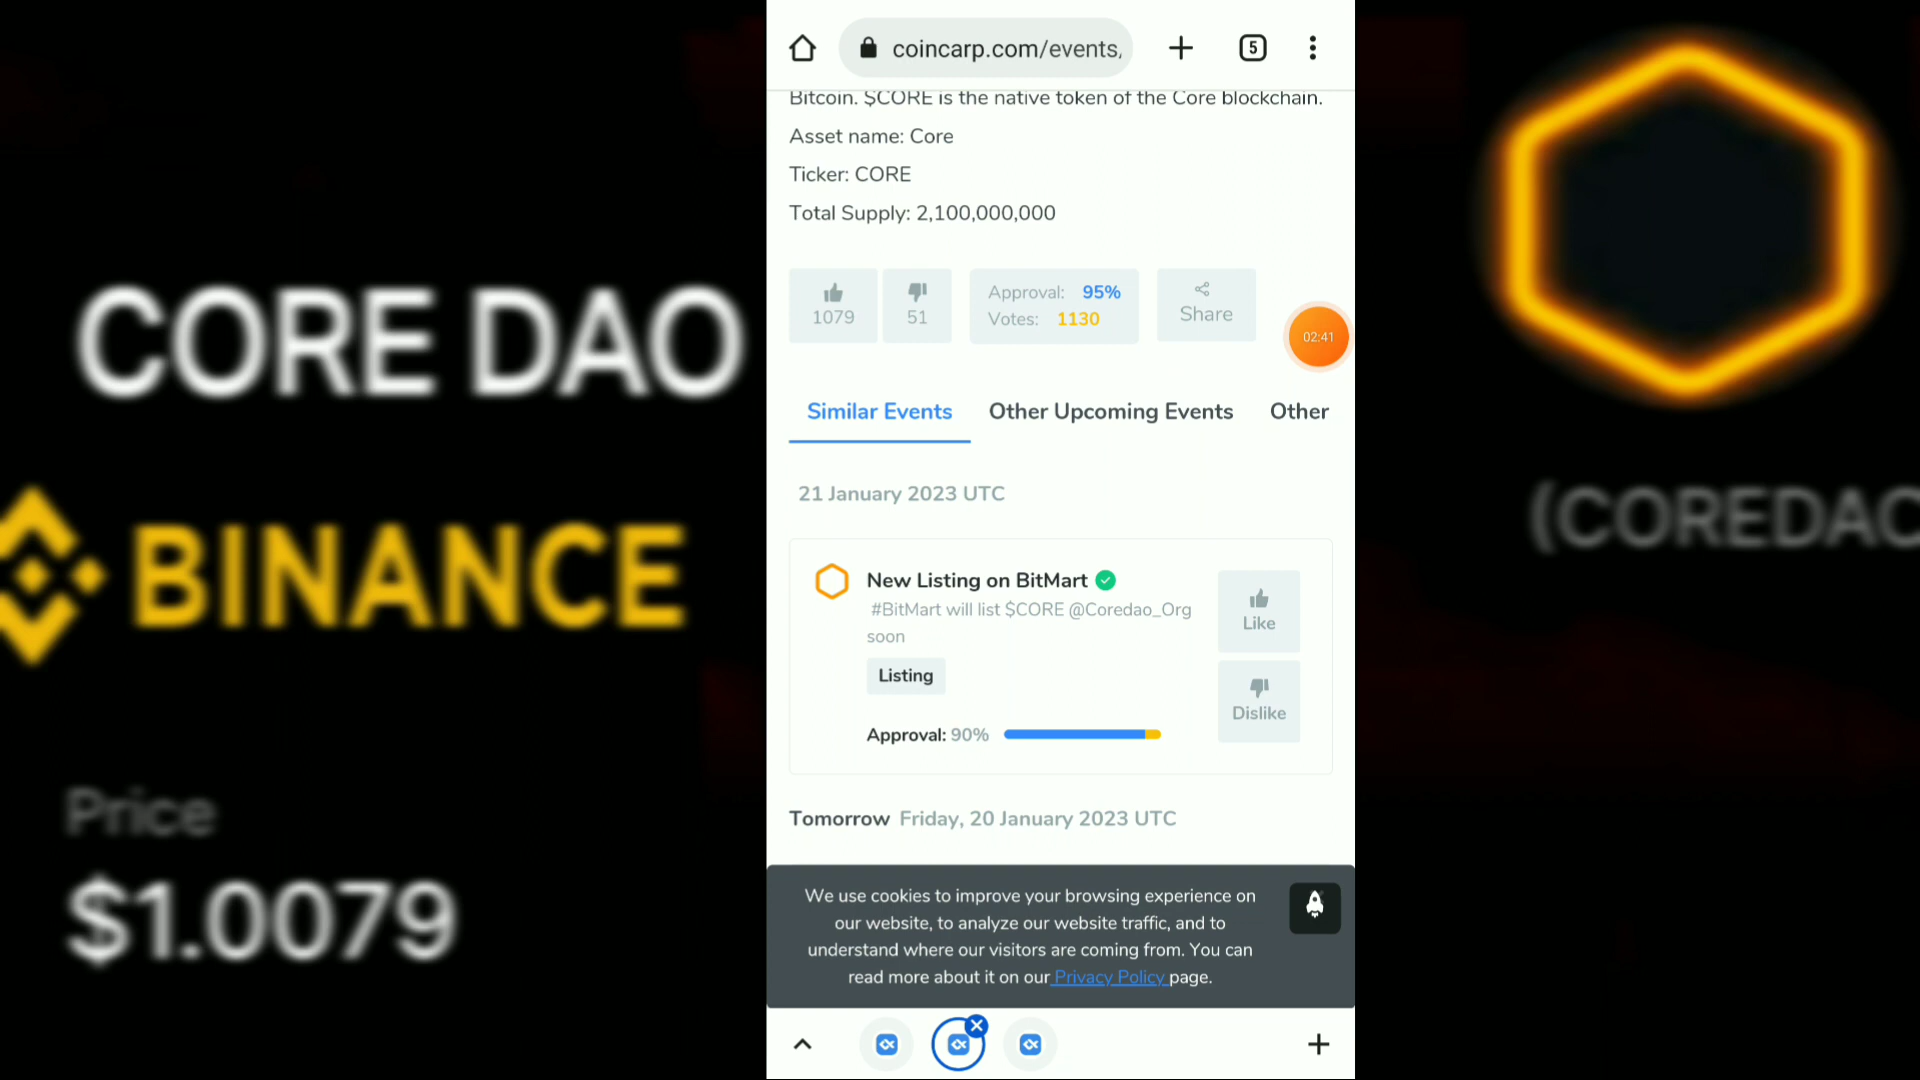 coincarp.com/events,
5
Bitcoin. $CORE is the native token of the Core blockchain.
Asset name: Core
Ticker: CORE
Total Supply: 2,100,000,000
1079
51
Approval: 95%
Votes: 1130
Share
02:41
Similar Events
Other Upcoming Events
Other
21 January 2023 UTC
New Listing on BitMart
#BitMart will list $CORE @Coredao_Org
soon
Listing
Approval: 90%
Like
Dislike
Tomorrow Friday, 20 January 2023 UTC
We use cookies to improve your browsing experience on
our website, to analyze our website traffic, and to
understand where our visitors are coming from. You can
read more about it on our Privacy Policy page.
CORE DAO
BINANCE
Price
$1.0079
(COREDAC